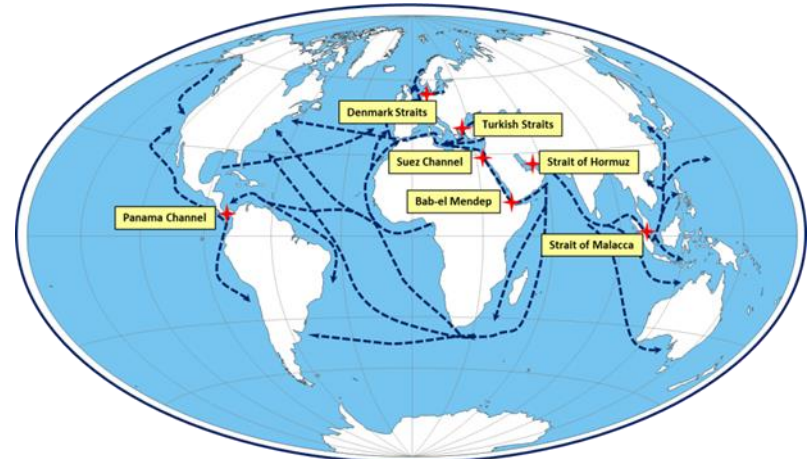 Denmark Straits
Turkish Straits
Suez Channel
Strait of Hormuz
Bab-el Mendep
Panama Channel
Strait of Malacca